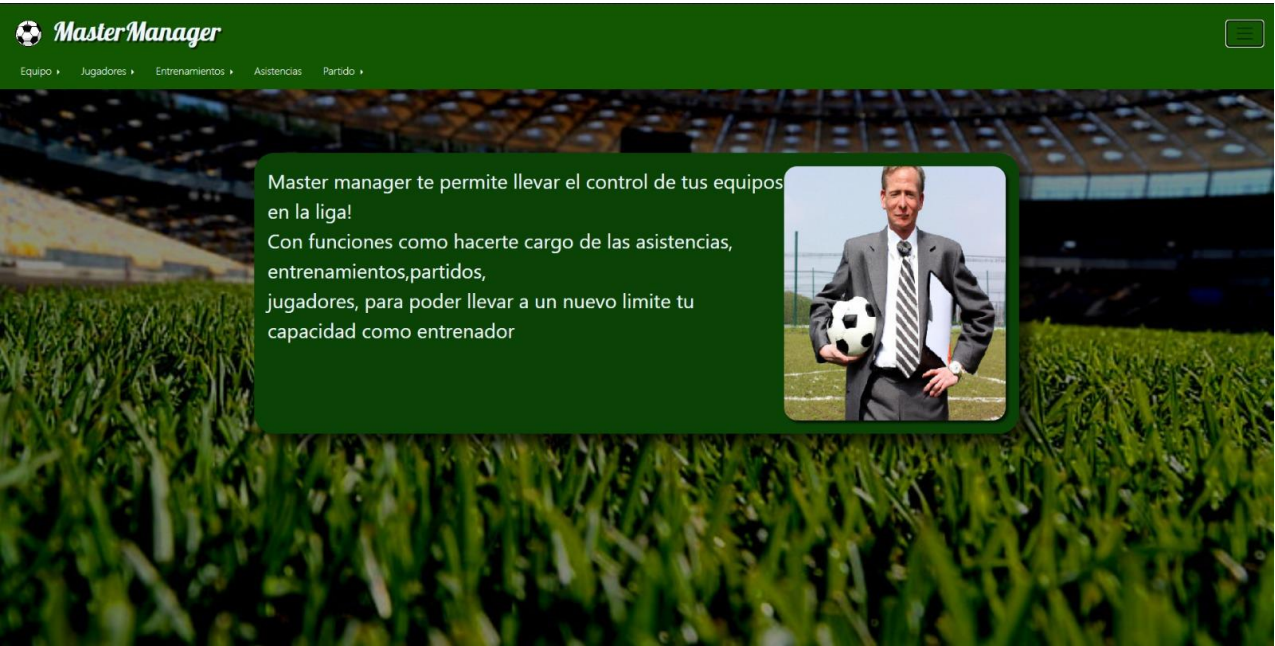 MasterManager
Equipo Jugadores Entrenamientos Asistencias Partido
Master manager te permite llevar el control de tus equipos
en la liga!
Con funciones como hacerte cargo de las asistencias,
entrenamientos,partidos,
jugadores, para poder llevar a un nuevo limite tu
capacidad como entrenador